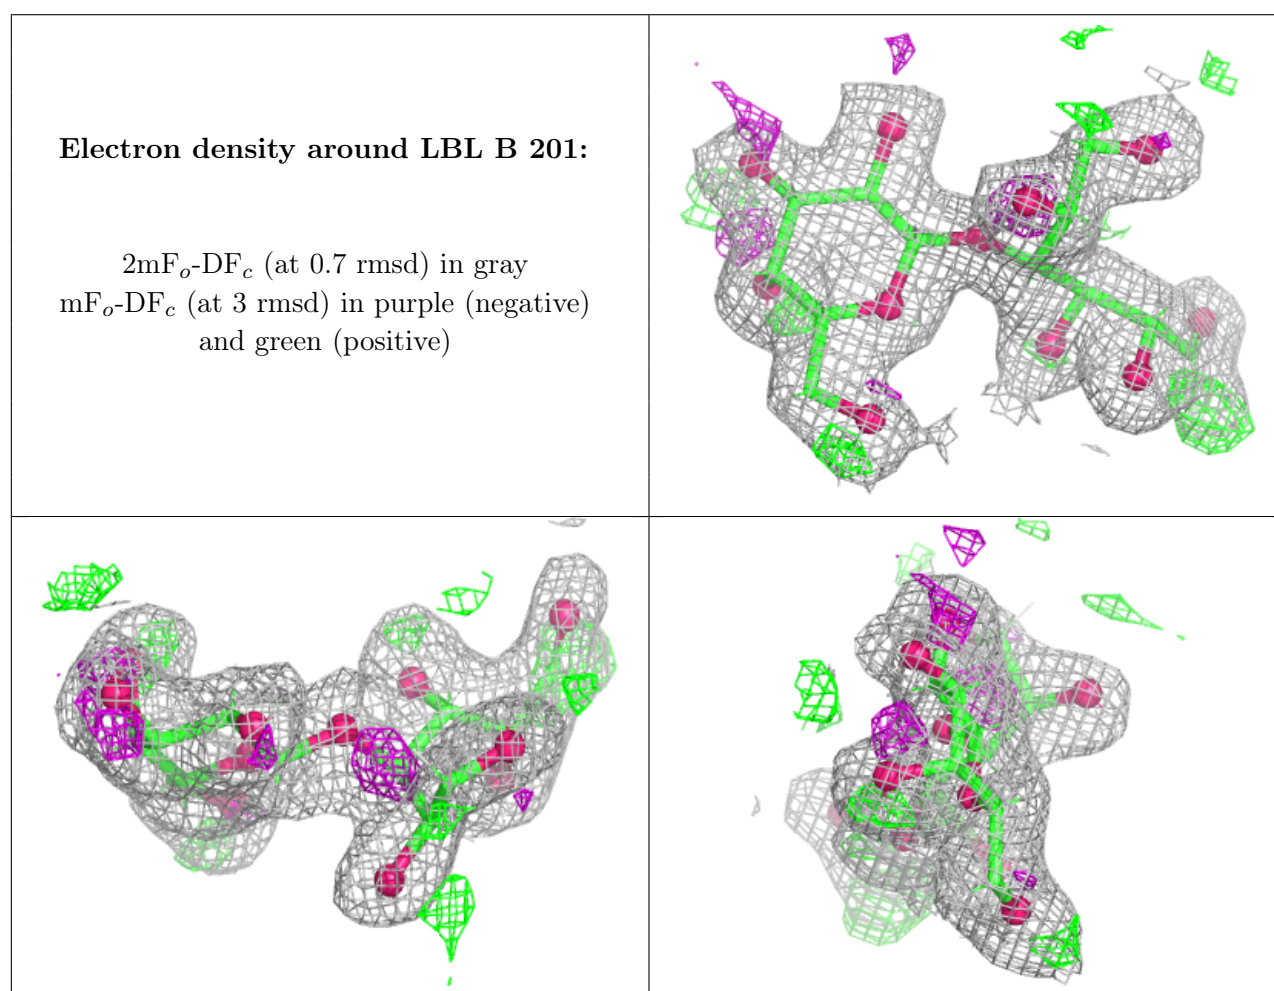 Electron density around LBL B 201:
2mFo-DFc (at 0.7 rmsd) in gray
mFo-DFc (at 3 rmsd) in purple (negative)
and green (positive)